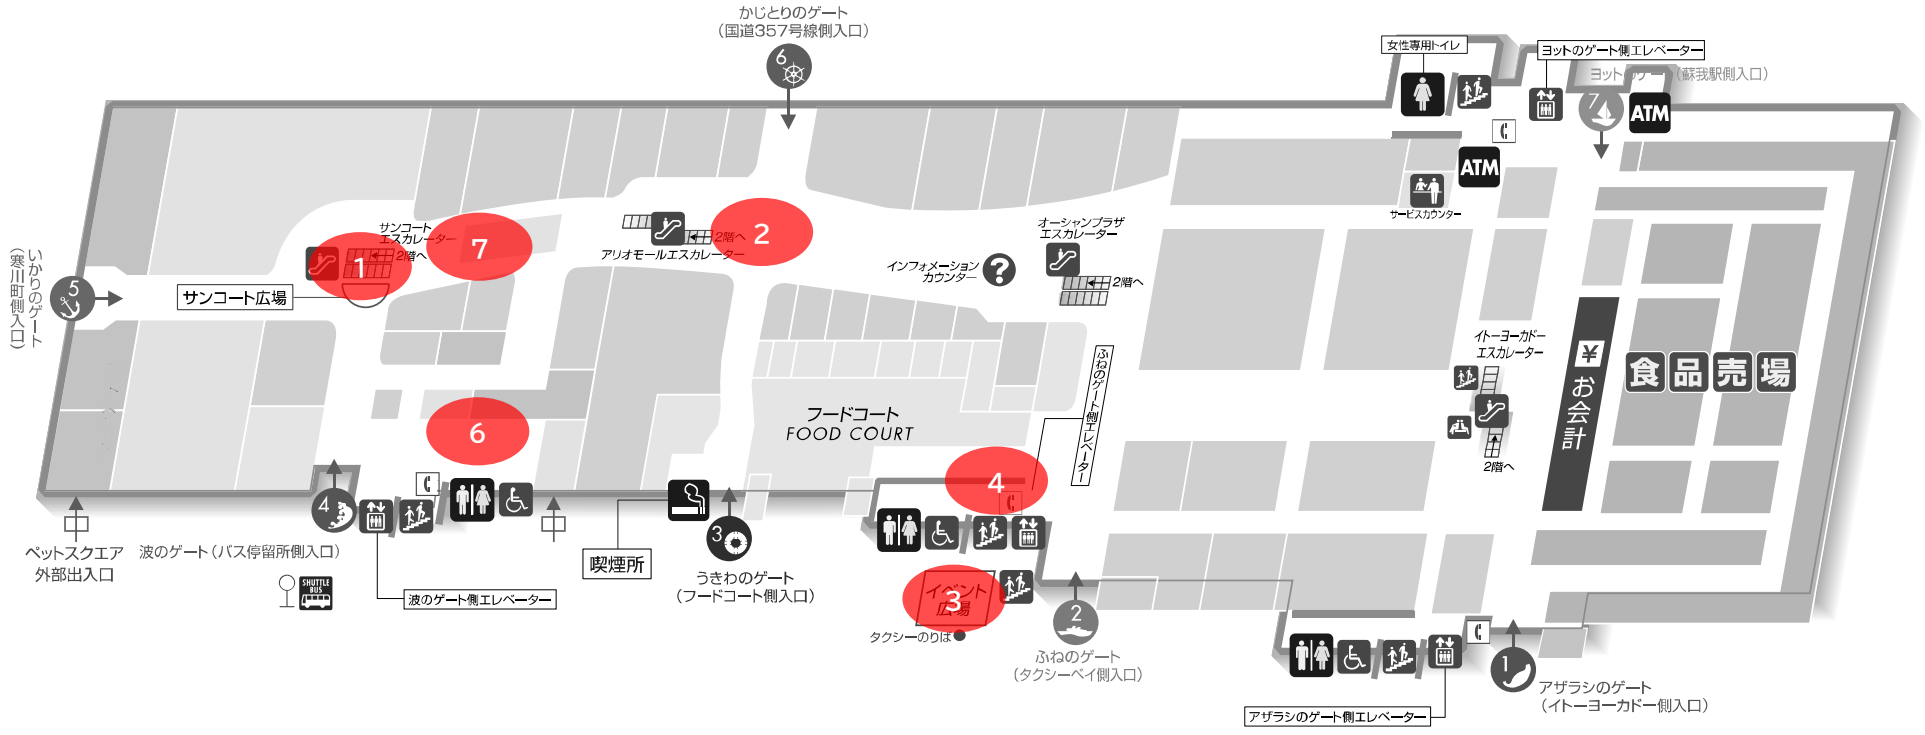 かじとりのゲート
（国道357号線側入口）
6
女性専用トイレ
ヨットのゲート側エレベーター
ヨットのゲート（蘇我駅側入口）
7
ATM
ATM
サービスカウンター
サンコート
エスカレーター
2階へ
1
7
2階へ
アリオモールエスカレーター
2
オーシャンプラザ
エスカレーター
2階へ
インフォメーション
カウンター
?
いかりのゲート
（寒川町側入口）
5
サンコート広場
イトーヨーカドー
エスカレーター
2階へ
¥
お会計
食品売場
ふねのゲート側エレベーター
フードコート
FOOD COURT
6
4
4
ペットスクエア
外部出入口
波のゲート（バス停留所側入口）
SHUTTLE
BUS
波のゲート側エレベーター
喫煙所
3
うきわのゲート
（フードコート側入口）
イベント
広場
3
タクシーのりば
2
ふねのゲート
（タクシーベイ側入口）
1
アザラシのゲート
（イトーヨーカドー側入口）
アザラシのゲート側エレベーター